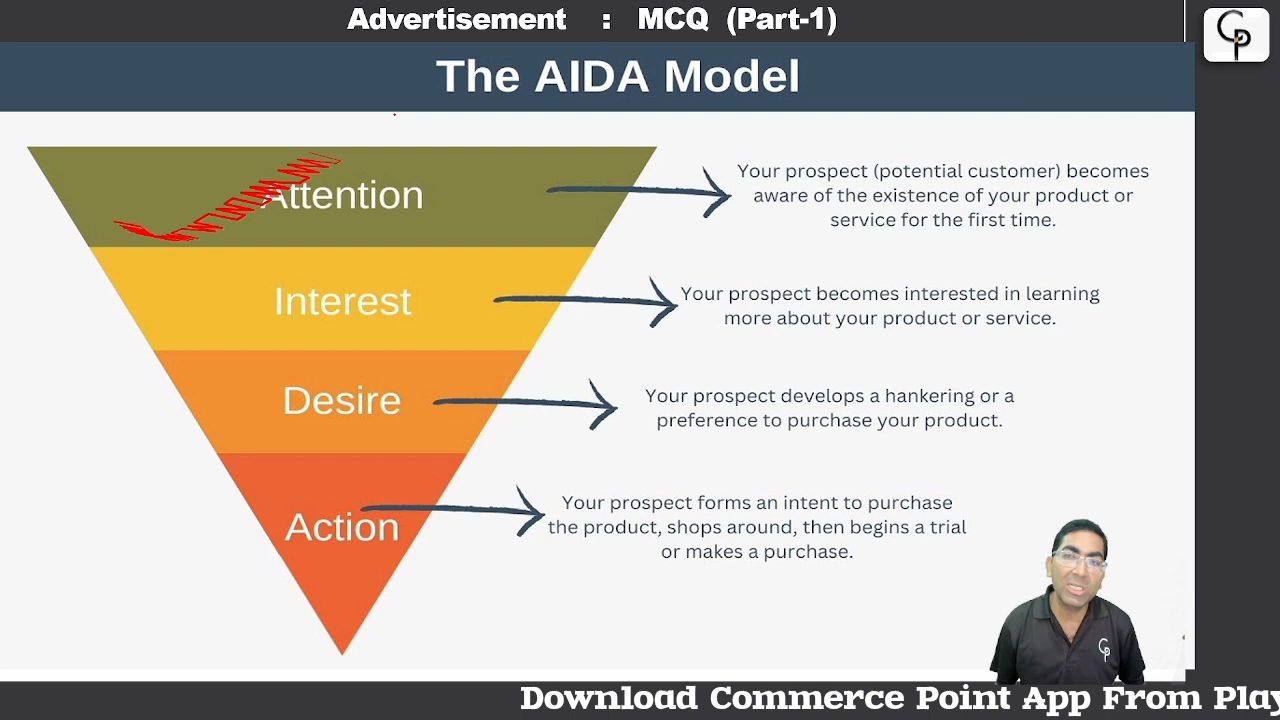 Advertisement : MCQ (Part-1)
CP
The AIDA Model
Attention
Your prospect (potential customer) becomes
aware of the existence of your product or
service for the first time.
Interest
Your prospect becomes interested in learning
more about your product or service.
Desire
Your prospect develops a hankering or a
preference to purchase your product.
Action
Your prospect forms an intent to purchase
the product, shops around, then begins a trial
or makes a purchase.
CP
Download Commerce Point App From Play